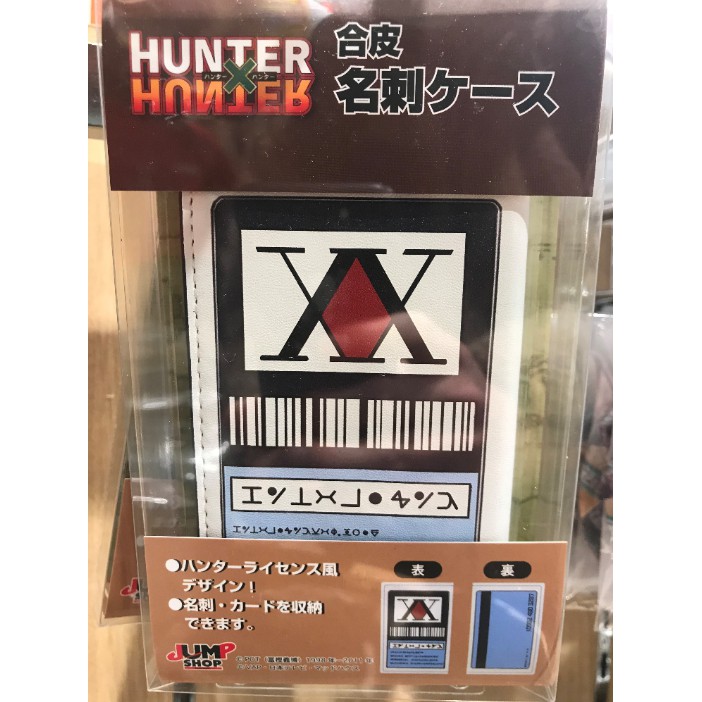 HUNTER
ハンター×ハンター
HUNTER
合皮
名刺ケース
●ハンターライセンス風
デザイン！
●名刺・カードを収納
できます。
表
裏
JUMP
SHOP